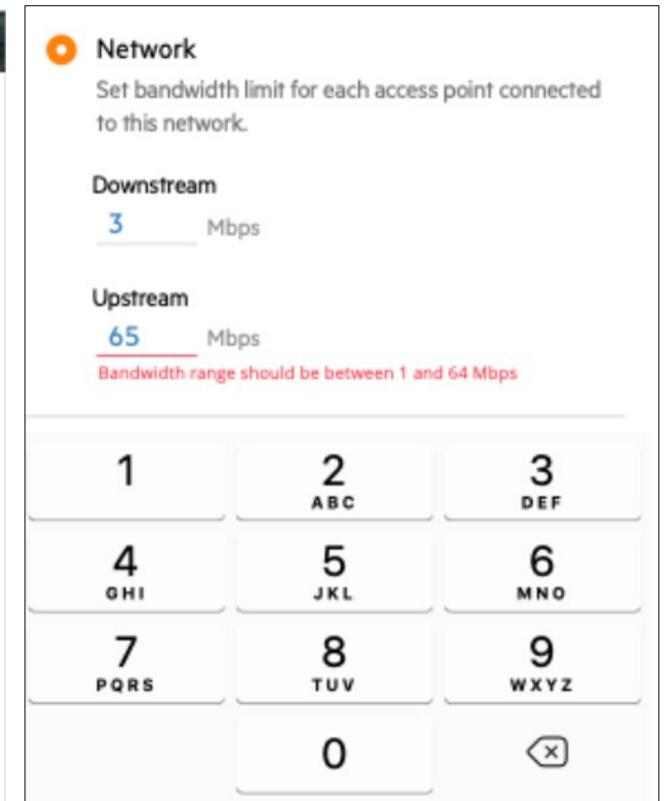 Network
Set bandwidth limit for each access point connected
to this network.
Downstream
3 Mbps
Upstream
65 Mbps
Bandwidth range should be between 1 and 64 Mbps
1 2 3
ABC DEF
4 5 6
GHI JKL MNO
7 8 9
PQRS TUV WXYZ
0